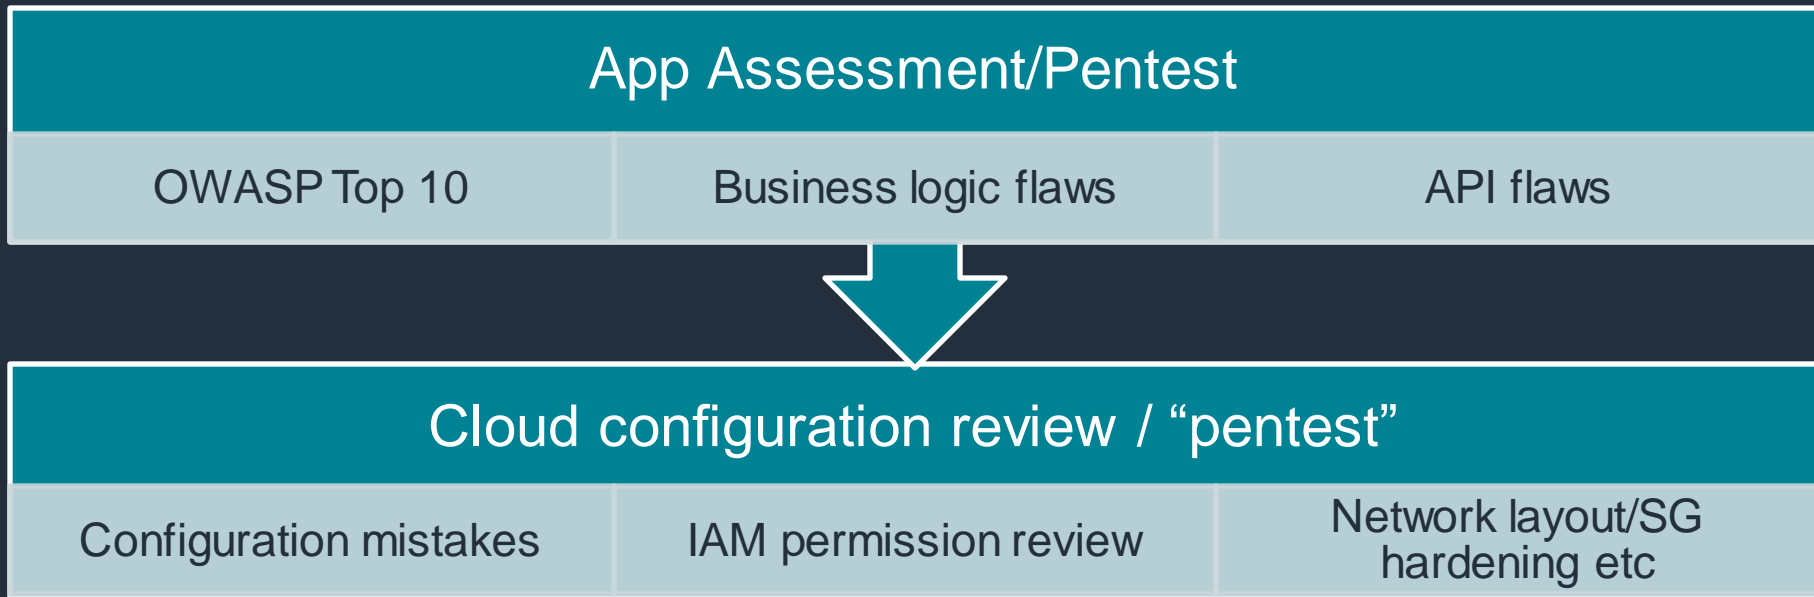 App Assessment/Pentest
OWASP Top 10
Business logic flaws
API flaws
Cloud configuration review / “pentest”
Configuration mistakes
IAM permission review
Network layout/SG
hardening etc